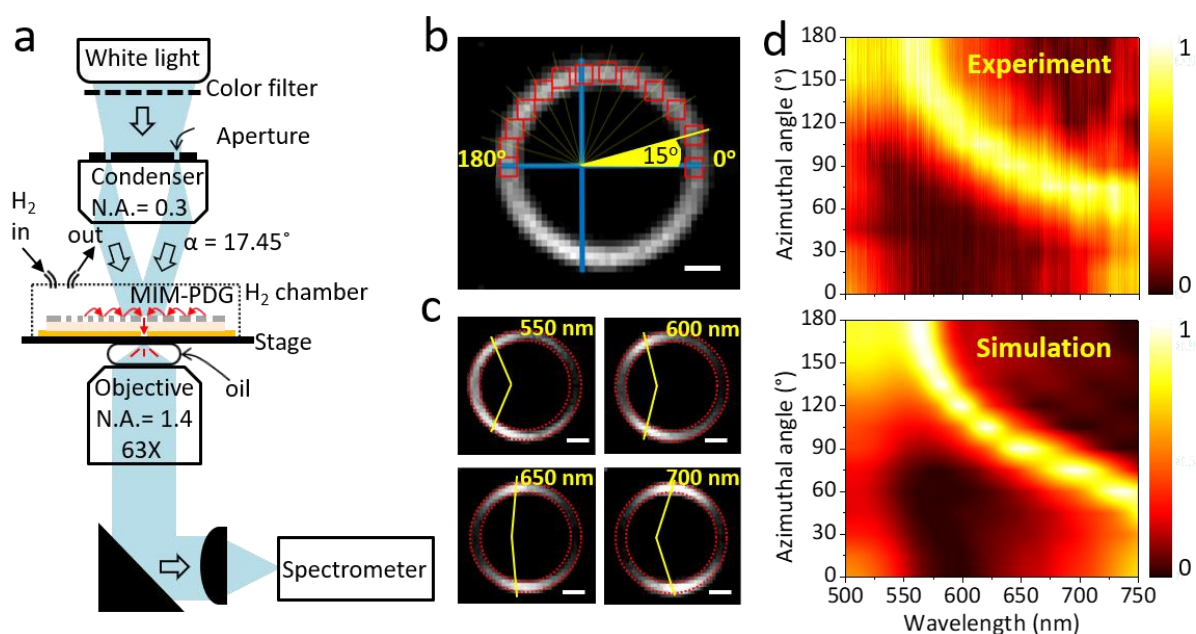 a
White light
Color filter
Aperture
Condenser
N.A.= 0.3
H2
in
out
α = 17.45°
MIM-PDG
H2 chamber
Stage
oil
Objective
N.A.= 1.4
63X
Spectrometer
b
180°
15°
0°
c
550 nm
600 nm
650 nm
700 nm
d
Experiment
Azimuthal angle (°)
180
150
120
90
60
30
0
1
0
Simulation
Azimuthal angle (°)
180
150
120
90
60
30
0
1
0
500 550 600 650 700 750
Wavelength (nm)